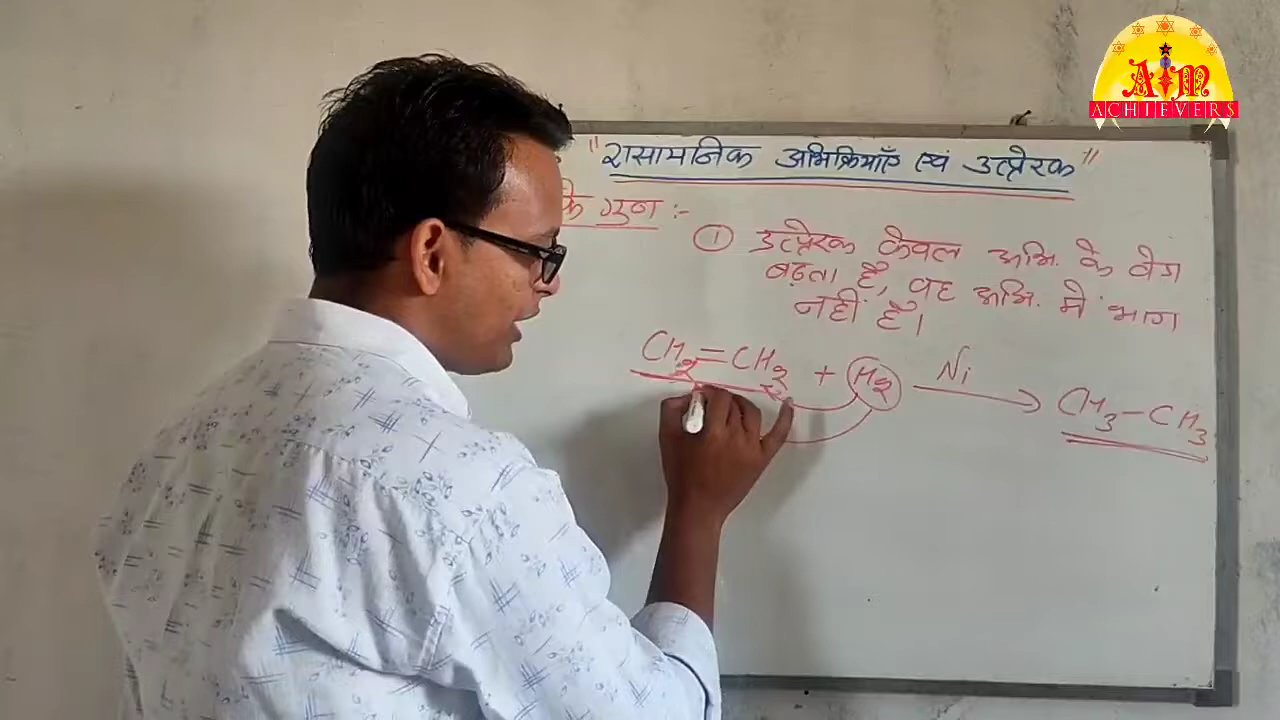 AIM
ACHIEVERS
"रासायनिक अभिक्रियाएँ एवं उत्प्रेरक"
के गुण :-
① उत्प्रेरक केवल अभि. के वेग
बढ़ता है, वह अभि. में भाग
नहीं है।
CH₂=CH₂ + H₂ Ni → CH₃-CH₃